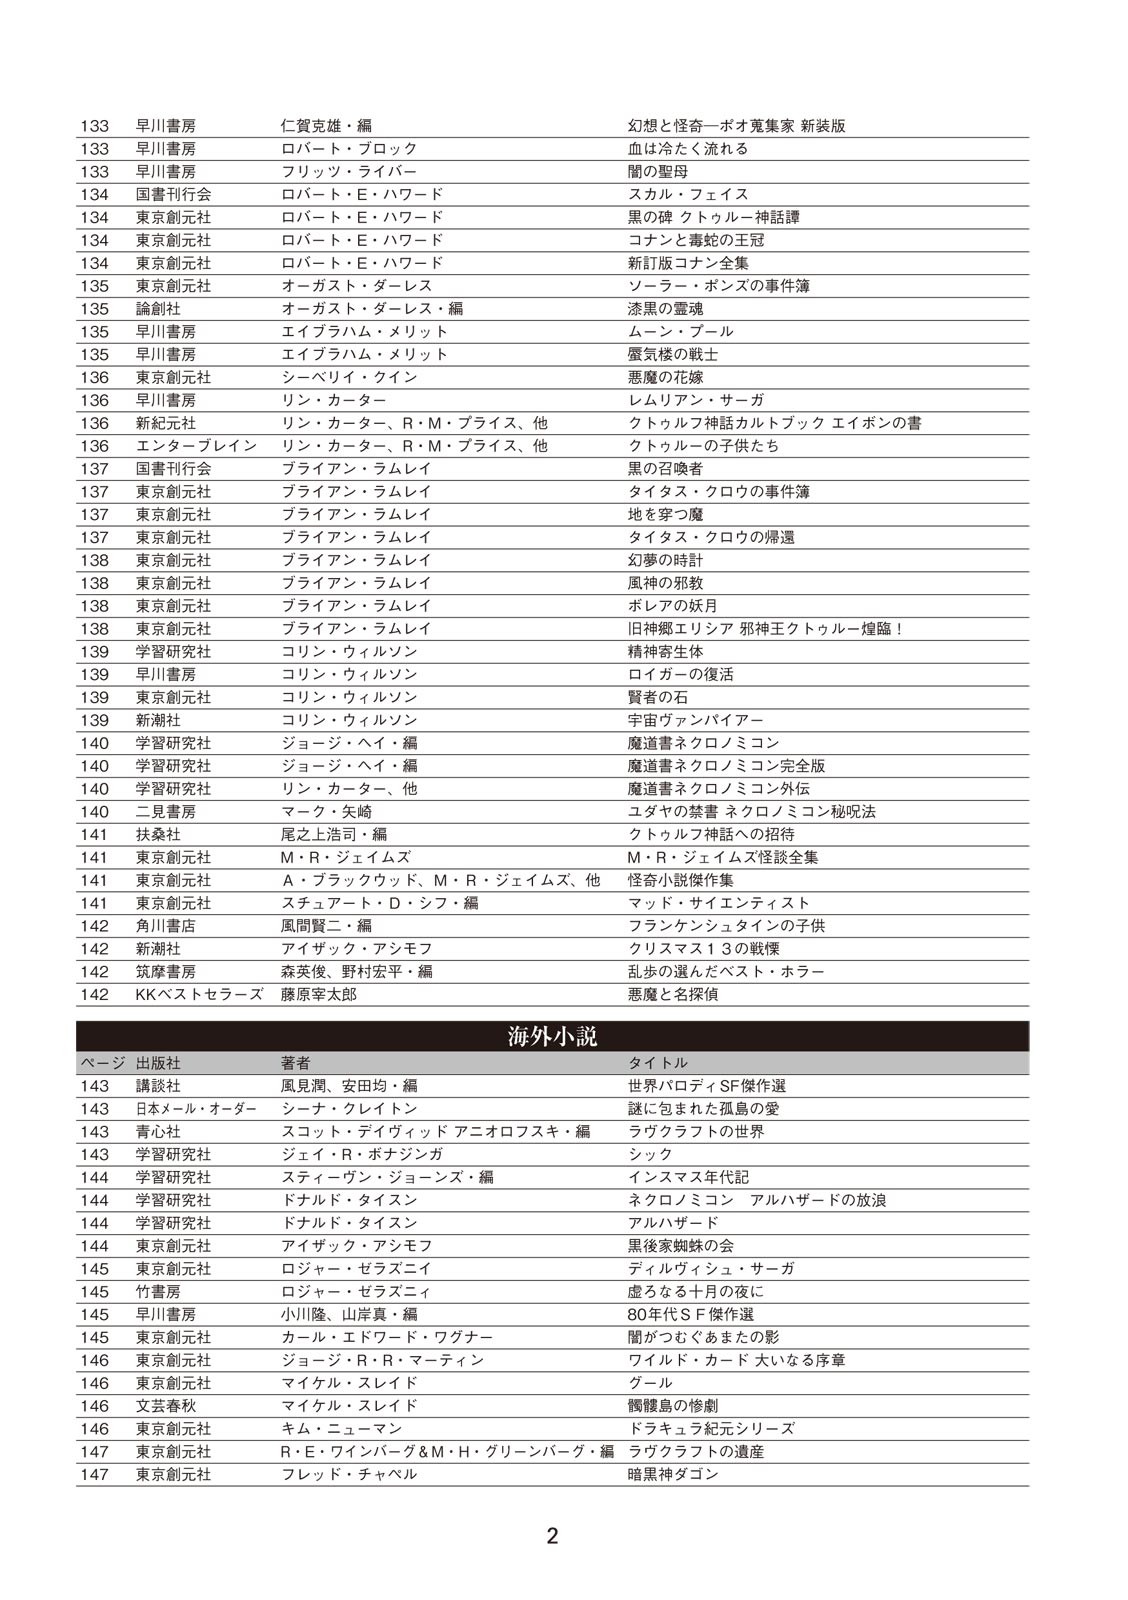 133 早川書房 仁賀克雄・編 幻想と怪奇―ポオ蒐集家 新装版
133 早川書房 ロバート・ブロック 血は冷たく流れる
133 早川書房 フリッツ・ライバー 闇の聖母
134 国書刊行会 ロバート・E・ハワード スカル・フェイス
134 東京創元社 ロバート・E・ハワード 黒の碑 クトゥルー神話譚
134 東京創元社 ロバート・E・ハワード コナンと毒蛇の王冠
134 東京創元社 ロバート・E・ハワード 新訂版コナン全集
135 東京創元社 オーガスト・ダーレス ソーラー・ポンズの事件簿
135 論創社 オーガスト・ダーレス・編 漆黒の霊魂
135 早川書房 エイブラハム・メリット ムーン・プール
135 早川書房 エイブラハム・メリット 蜃気楼の戦士
136 東京創元社 シーベリイ・クイン 悪魔の花嫁
136 早川書房 リン・カーター レムリアン・サーガ
136 新紀元社 リン・カーター、R・M・プライス、他 クトゥルフ神話カルトブック エイボンの書
136 エンターブレイン リン・カーター、R・M・プライス、他 クトゥルーの子供たち
137 国書刊行会 ブライアン・ラムレイ 黒の召喚者
137 東京創元社 ブライアン・ラムレイ タイタス・クロウの事件簿
137 東京創元社 ブライアン・ラムレイ 地を穿つ魔
137 東京創元社 ブライアン・ラムレイ タイタス・クロウの帰還
138 東京創元社 ブライアン・ラムレイ 幻夢の時計
138 東京創元社 ブライアン・ラムレイ 風神の邪教
138 東京創元社 ブライアン・ラムレイ ボレアの妖月
138 東京創元社 ブライアン・ラムレイ 旧神郷エリシア 邪神王クトゥルー煌臨！
139 学習研究社 コリン・ウィルソン 精神寄生体
139 早川書房 コリン・ウィルソン ロイガーの復活
139 東京創元社 コリン・ウィルソン 賢者の石
139 新潮社 コリン・ウィルソン 宇宙ヴァンパイアー
140 学習研究社 ジョージ・ヘイ・編 魔道書ネクロノミコン
140 学習研究社 ジョージ・ヘイ・編 魔道書ネクロノミコン完全版
140 学習研究社 リン・カーター、他 魔道書ネクロノミコン外伝
140 二見書房 マーク・矢崎 ユダヤの禁書 ネクロノミコン秘呪法
141 扶桑社 尾之上浩司・編 クトゥルフ神話への招待
141 東京創元社 M・R・ジェイムズ M・R・ジェイムズ怪談全集
141 東京創元社 A・ブラックウッド、M・R・ジェイムズ、他 怪奇小説傑作集
141 東京創元社 スチュアート・D・シフ・編 マッド・サイエンティスト
142 角川書店 風間賢二・編 フランケンシュタインの子供
142 新潮社 アイザック・アシモフ クリスマス１３の戦慄
142 筑摩書房 森英俊、野村宏平・編 乱歩の選んだベスト・ホラー
142 KKベストセラーズ 藤原宰太郎 悪魔と名探偵
海外小説
ページ 出版社 著者 タイトル
143 講談社 風見潤、安田均・編 世界パロディSF傑作選
143 日本メール・オーダー シーナ・クレイトン 謎に包まれた孤島の愛
143 青心社 スコット・デイヴィッド アニオロフスキ・編 ラヴクラフトの世界
143 学習研究社 ジェイ・R・ボナジンガ シック
144 学習研究社 スティーヴン・ジョーンズ・編 インスマス年代記
144 学習研究社 ドナルド・タイスン ネクロノミコン　アルハザードの放浪
144 学習研究社 ドナルド・タイスン アルハザード
144 東京創元社 アイザック・アシモフ 黒後家蜘蛛の会
145 東京創元社 ロジャー・ゼラズニイ ディルヴィシュ・サーガ
145 竹書房 ロジャー・ゼラズニィ 虚ろなる十月の夜に
145 早川書房 小川隆、山岸真・編 80年代ＳＦ傑作選
145 東京創元社 カール・エドワード・ワグナー 闇がつむぐあまたの影
146 東京創元社 ジョージ・R・R・マーティン ワイルド・カード 大いなる序章
146 東京創元社 マイケル・スレイド グール
146 文芸春秋 マイケル・スレイド 髑髏島の惨劇
146 東京創元社 キム・ニューマン ドラキュラ紀元シリーズ
147 東京創元社 R・E・ワインバーグ&M・H・グリーンバーグ・編 ラヴクラフトの遺産
147 東京創元社 フレッド・チャペル 暗黒神ダゴン
2